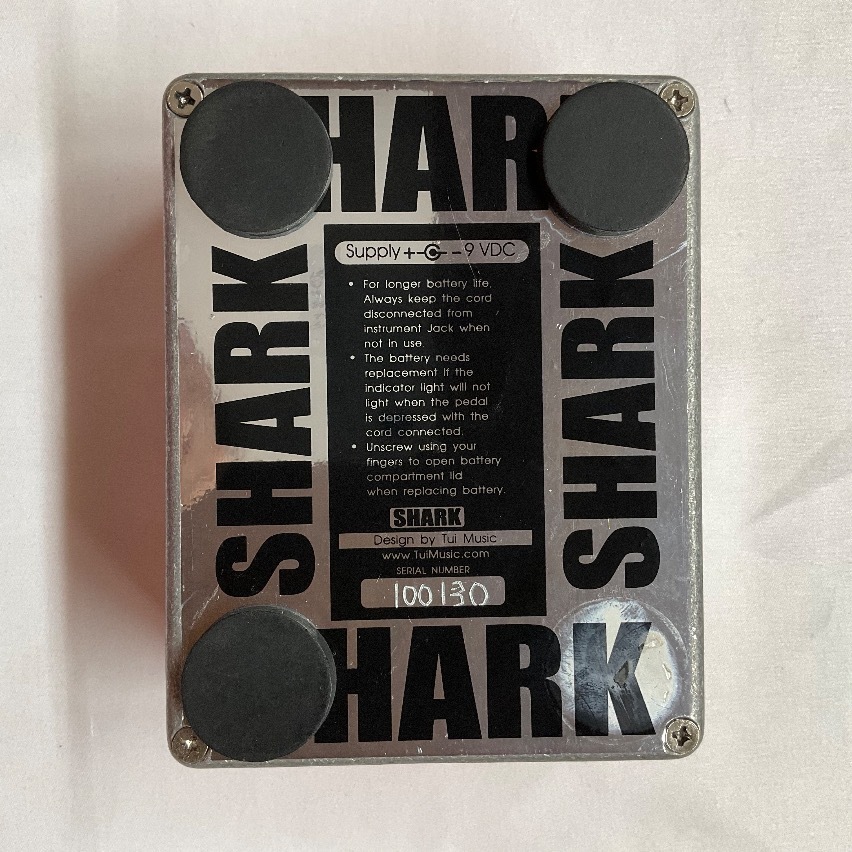 SHARK
SHARK
SHARK
Supply + - 9 VDC
• For longer battery life,
Always keep the cord
disconnected from
instrument Jack when
not in use.
• The battery needs
replacement if the
indicator light will not
light when the pedal
is depressed with the
cord connected.
• Unscrew using your
fingers to open battery
compartment lid
when replacing battery.
SHARK
Design by Tui Music
www.TuiMusic.com
SERIAL NUMBER
100130
HARK